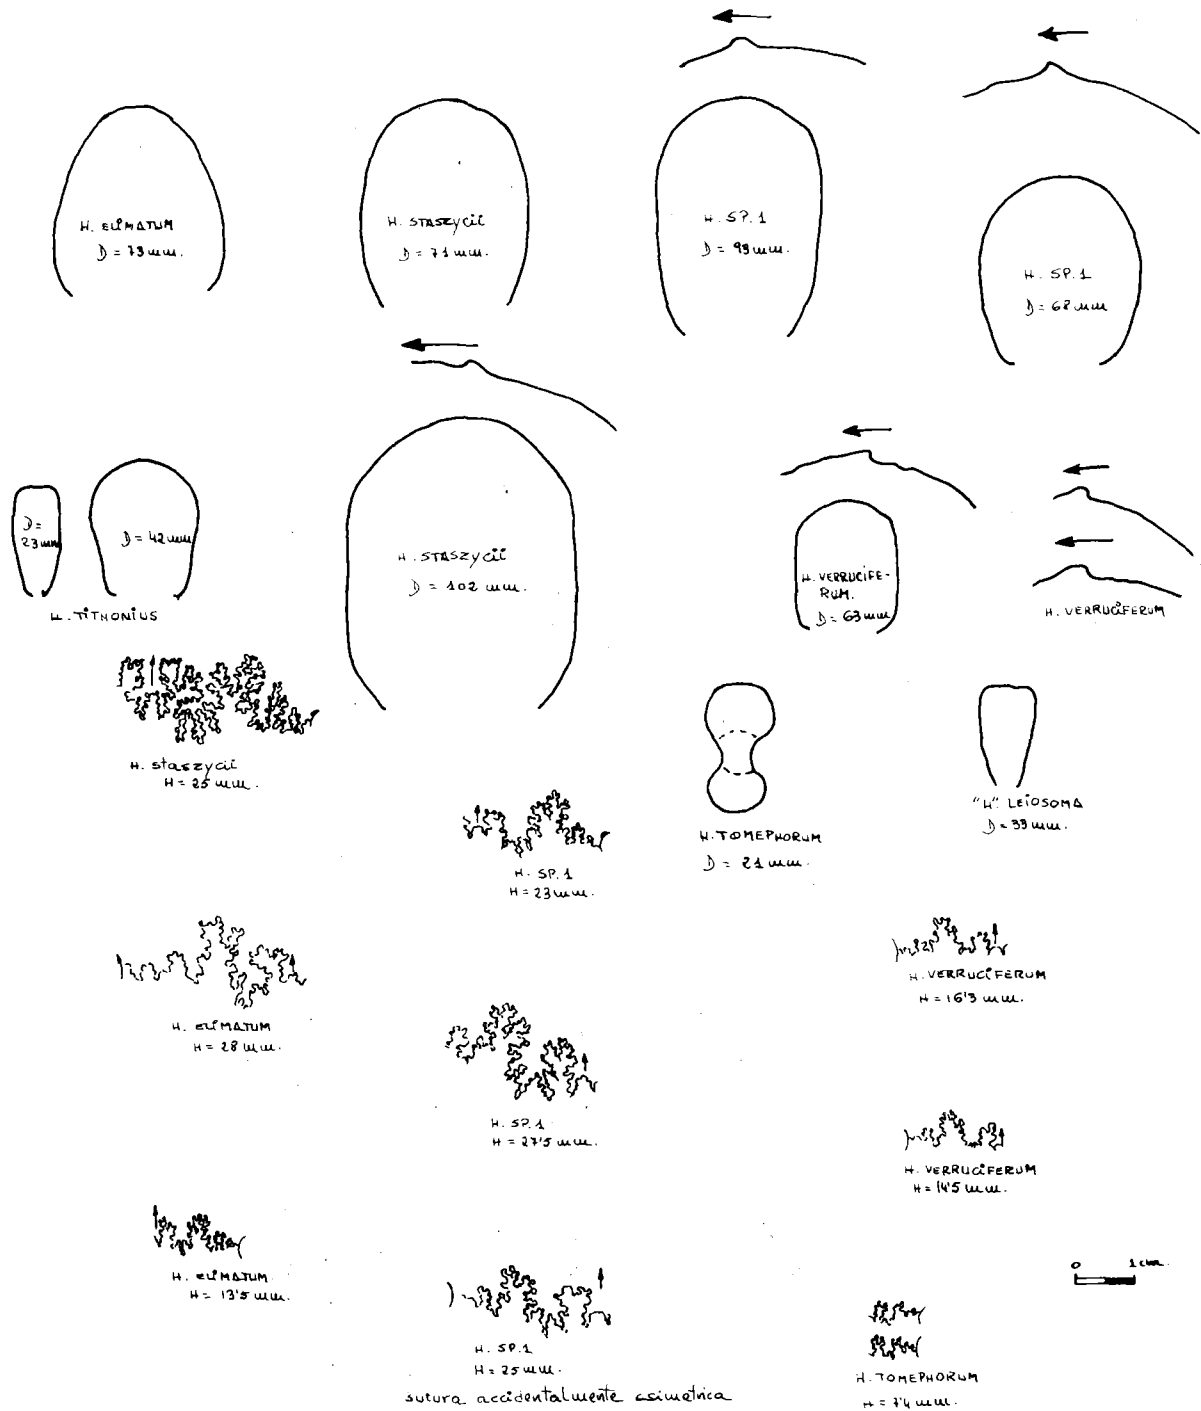 H. ELIMATUM
D = 73 mm.
H. STASZYCII
D = 71 mm.
H. SP.1
D = 93 mm.
H. SP.1
D = 68 mm
D =
23 mm
D = 42 mm
H. TITHONIUS
H. STASZYCII
D = 102 mm.
H. VERRUCIFE-
RUM.
D = 63 mm
H. VERRUCIFERUM
H. staszycii
H = 25 mm.
H. SP.1
H = 23 mm.
H. TOMEPHORUM
D = 21 mm.
"H". LEIOSOMA
D = 33 mm.
H. ELIMATUM
H = 28 mm.
H. SP.1
H = 27'5 mm.
H. VERRUCIFERUM
H = 16'3 mm.
H. VERRUCIFERUM
H = 14'5 mm.
H. ELIMATUM
H = 13'5 mm.
H. SP.1
H = 25 mm.
sutura accidentalmente asimetrica
0 1 cm.
H. TOMEPHORUM
H = 7'4 mm.